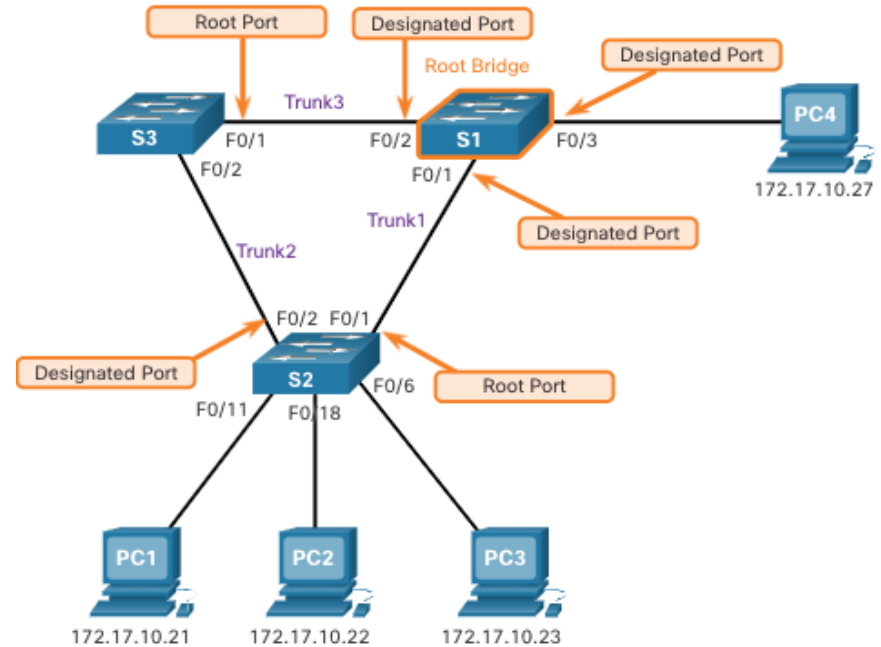 Root Port
Designated Port
Root Bridge
Designated Port
Trunk3
S3
F0/1
F0/2
S1
F0/3
PC4
F0/2
F0/1
172.17.10.27
Trunk1
Designated Port
Trunk2
F0/2
F0/1
Designated Port
S2
Root Port
F0/6
F0/11
F0/18
PC1
PC2
PC3
172.17.10.21
172.17.10.22
172.17.10.23